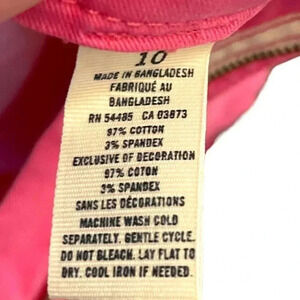 10
MADE IN BANGLADESH
FABRIQUÉ AU
BANGLADESH
RN 54485 CA 03873
97% COTTON
3% SPANDEX
EXCLUSIVE OF DECORATION
97% COTON
3% SPANDEX
SANS LES DÉCORATIONS
MACHINE WASH COLD
SEPARATELY. GENTLE CYCLE.
DO NOT BLEACH. LAY FLAT TO
DRY. COOL IRON IF NEEDED.